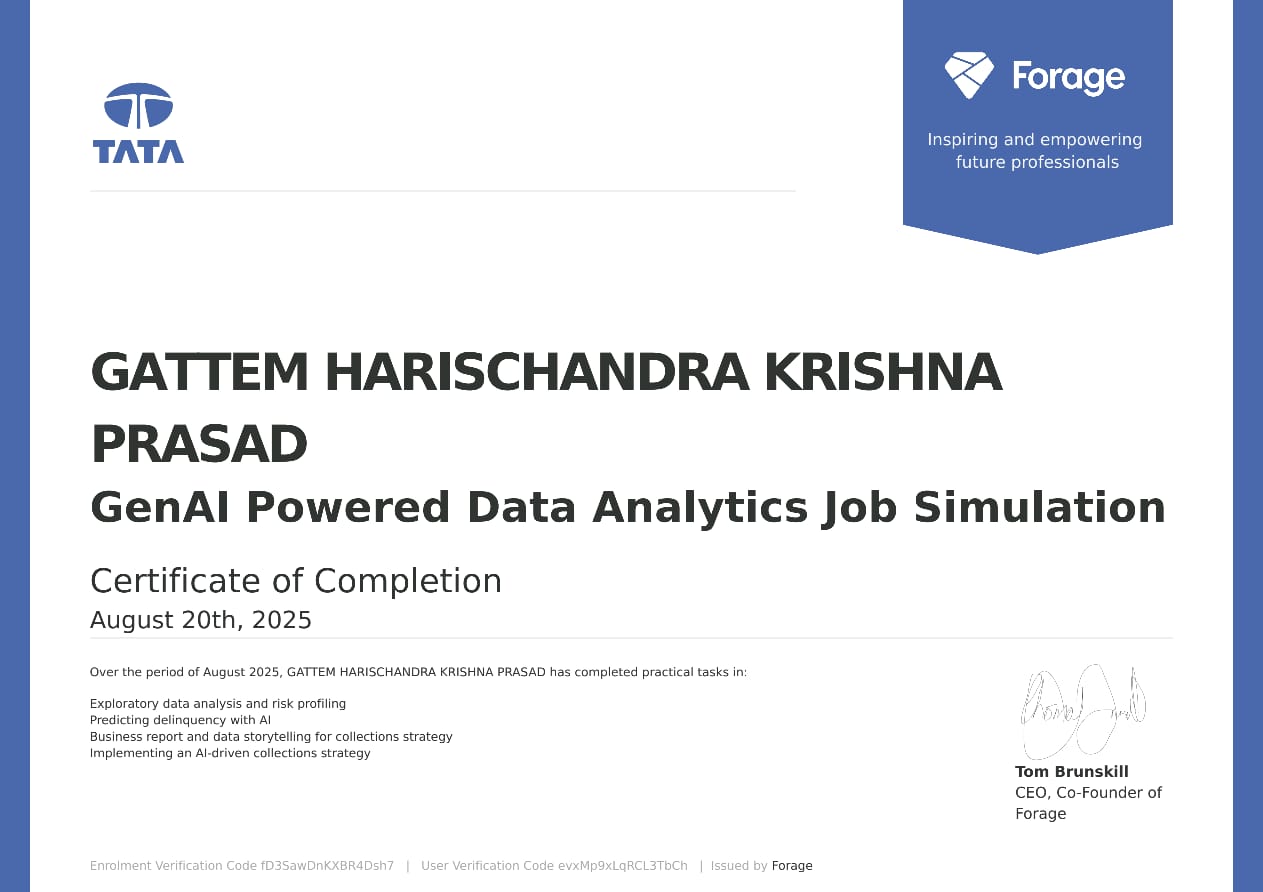 TATA
Forage
Inspiring and empowering
future professionals
GATTEM HARISCHANDRA KRISHNA
PRASAD
GenAI Powered Data Analytics Job Simulation
Certificate of Completion
August 20th, 2025
Over the period of August 2025, GATTEM HARISCHANDRA KRISHNA PRASAD has completed practical tasks in:
Exploratory data analysis and risk profiling
Predicting delinquency with AI
Business report and data storytelling for collections strategy
Implementing an AI-driven collections strategy
Tom Brunskill
CEO, Co-Founder of
Forage
Enrolment Verification Code fD3SawDnKXBR4Dsh7 | User Verification Code evxMp9xLqRCL3TbCh | Issued by Forage